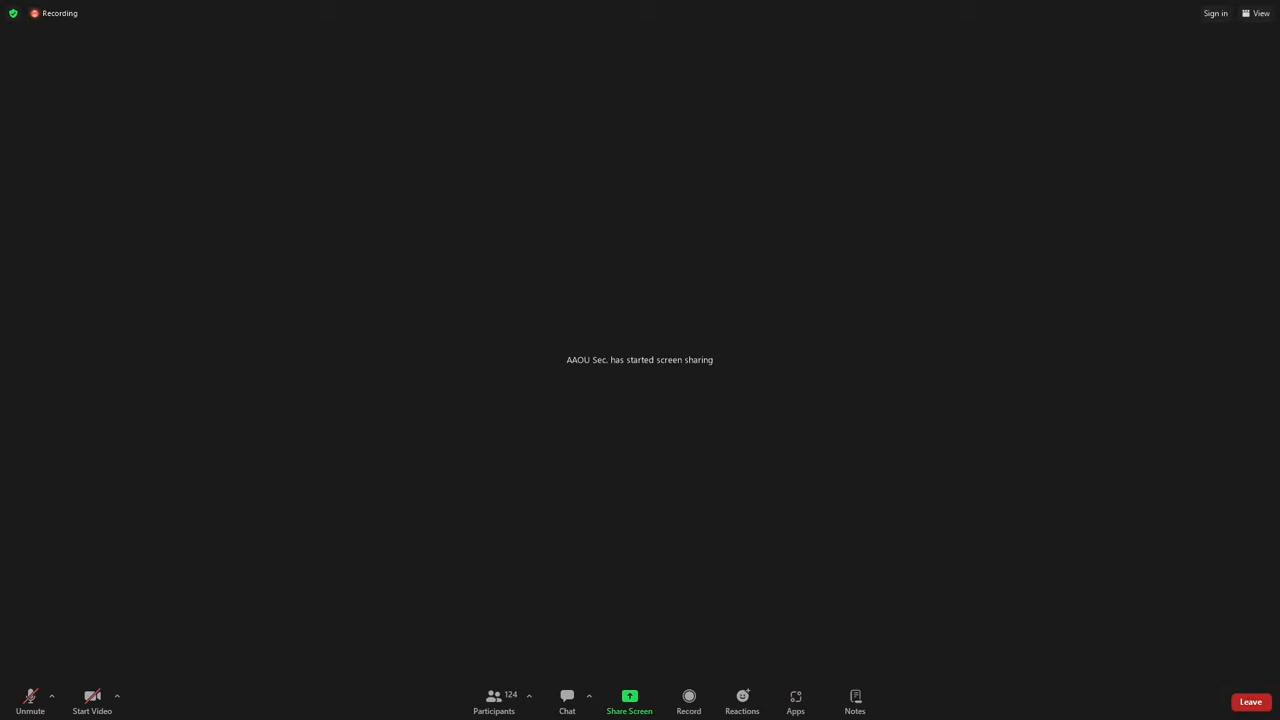 Recording
Sign in
View
AAOU Sec. has started screen sharing
Unmute
Start Video
124
Participants
Chat
Share Screen
Record
Reactions
Apps
Notes
Leave